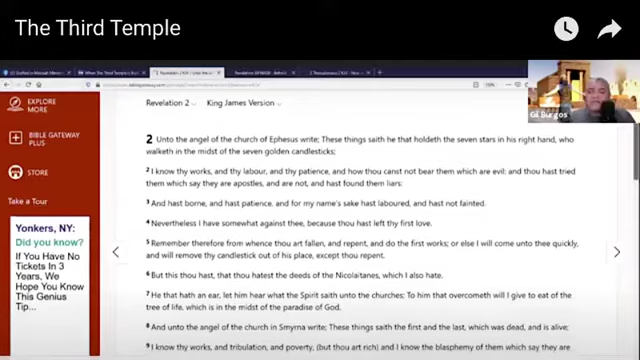 The Third Temple
EXPLORE
MORE
BIBLE GATEWAY
PLUS
STORE
Take a Tour
Yonkers, NY:
Did you know?
If You Have No
Tickets In 3
Years, We
Hope You Know
This Genius
Tip...
Revelation 2 King James Version
2 Unto the angel of the church of Ephesus write; These things saith he that holdeth the seven stars in his right hand, who
walketh in the midst of the seven golden candlesticks;
2 I know thy works, and thy labour, and thy patience, and how thou canst not bear them which are evil: and thou hast tried
them which say they are apostles, and are not, and hast found them liars:
3 And hast borne, and hast patience, and for my name's sake hast laboured, and hast not fainted.
4 Nevertheless I have somewhat against thee, because thou hast left thy first love.
5 Remember therefore from whence thou art fallen, and repent, and do the first works; or else I will come unto thee quickly,
and will remove thy candlestick out of his place, except thou repent.
6 But this thou hast, that thou hatest the deeds of the Nicolaitanes, which I also hate.
7 He that hath an ear, let him hear what the Spirit saith unto the churches; To him that overcometh will I give to eat of the
tree of life, which is in the midst of the paradise of God.
8 And unto the angel of the church in Smyrna write; These things saith the first and the last, which was dead, and is alive;
9 I know thy works, and tribulation, and poverty, (but thou art rich) and I know the blasphemy of them which say they are
Gil Burgos